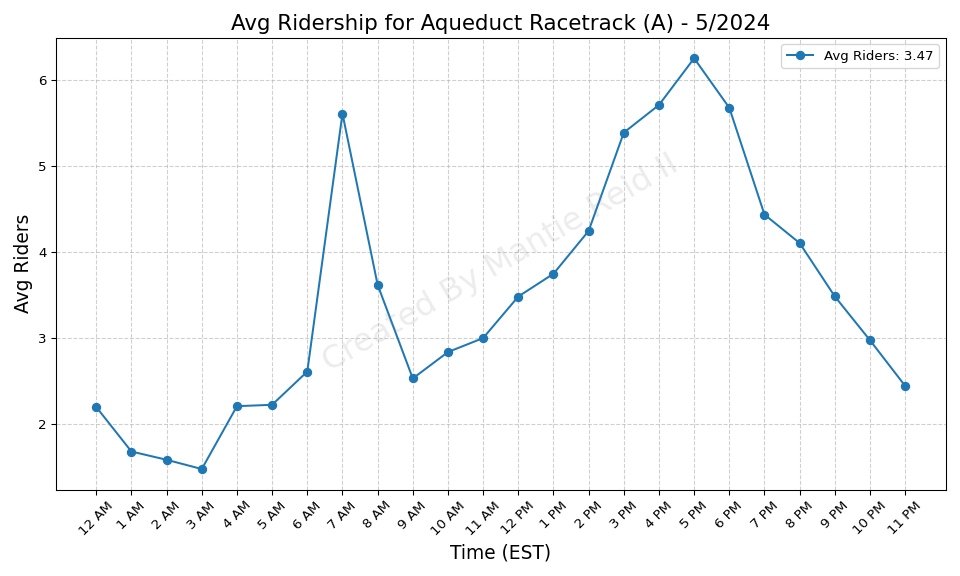 Avg Ridership for Aqueduct Racetrack (A) - 5/2024
Avg Riders: 3.47
Avg Riders
6
5
4
3
2
Created By Mantie Reid II
12 AM
1 AM
2 AM
3 AM
4 AM
5 AM
6 AM
7 AM
8 AM
9 AM
10 AM
11 AM
12 PM
1 PM
2 PM
3 PM
4 PM
5 PM
6 PM
7 PM
8 PM
9 PM
10 PM
11 PM
Time (EST)